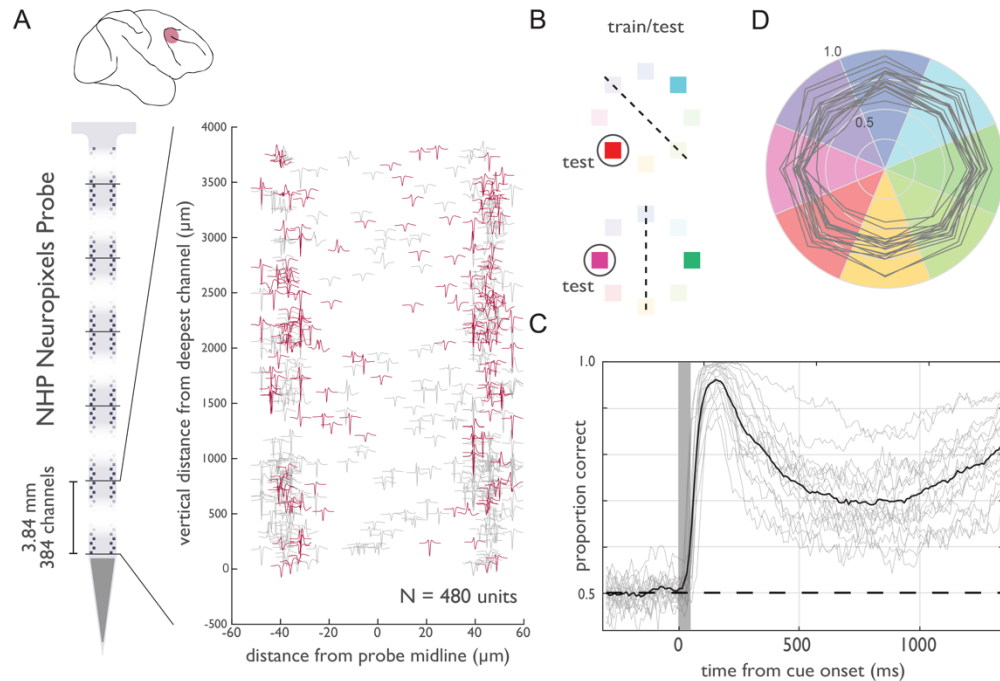 A
NHP Neuropixels Probe
3.84 mm
384 channels
vertical distance from deepest channel (µm)
4000
3500
3000
2500
2000
1500
1000
500
0
-500
-60
-40
-20
0
20
40
60
N = 480 units
distance from probe midline (µm)
B
train/test
test
test
D
1.0
0.5
C
proportion correct
1.0
0.5
0
500
1000
time from cue onset (ms)